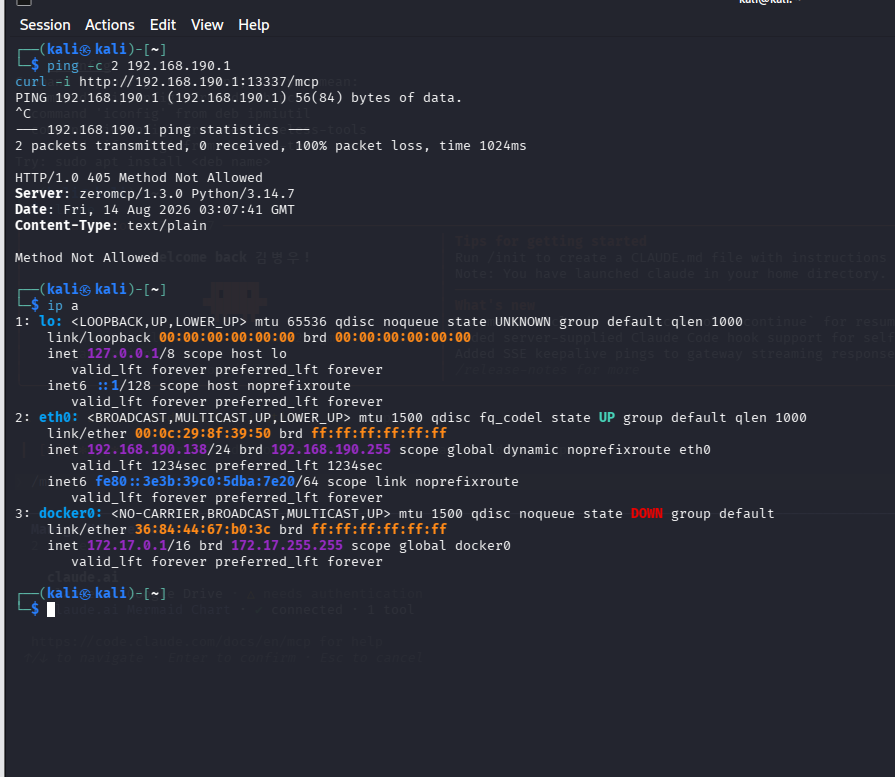 kali@kali: ~
Session Actions Edit View Help
┌──(kali㉿kali)-[~]
└─$ ping -c 2 192.168.190.1
curl -i http://192.168.190.1:13337/mcp
PING 192.168.190.1 (192.168.190.1) 56(84) bytes of data.
^C
--- 192.168.190.1 ping statistics ---
2 packets transmitted, 0 received, 100% packet loss, time 1024ms
HTTP/1.0 405 Method Not Allowed
Server: zeromcp/1.3.0 Python/3.14.7
Date: Fri, 14 Aug 2026 03:07:41 GMT
Content-Type: text/plain
Method Not Allowed
┌──(kali㉿kali)-[~]
└─$ ip a
1: lo: <LOOPBACK,UP,LOWER_UP> mtu 65536 qdisc noqueue state UNKNOWN group default qlen 1000
link/loopback 00:00:00:00:00:00 brd 00:00:00:00:00:00
inet 127.0.0.1/8 scope host lo
valid_lft forever preferred_lft forever
inet6 ::1/128 scope host noprefixroute
valid_lft forever preferred_lft forever
2: eth0: <BROADCAST,MULTICAST,UP,LOWER_UP> mtu 1500 qdisc fq_codel state UP group default qlen 1000
link/ether 00:0c:29:8f:39:50 brd ff:ff:ff:ff:ff:ff
inet 192.168.190.138/24 brd 192.168.190.255 scope global dynamic noprefixroute eth0
valid_lft 1234sec preferred_lft 1234sec
inet6 fe80::3e3b:39c0:5dba:7e20/64 scope link noprefixroute
valid_lft forever preferred_lft forever
3: docker0: <NO-CARRIER,BROADCAST,MULTICAST,UP> mtu 1500 qdisc noqueue state DOWN group default
link/ether 36:84:44:67:b0:3c brd ff:ff:ff:ff:ff:ff
inet 172.17.0.1/16 brd 172.17.255.255 scope global docker0
valid_lft forever preferred_lft forever
┌──(kali㉿kali)-[~]
└─$